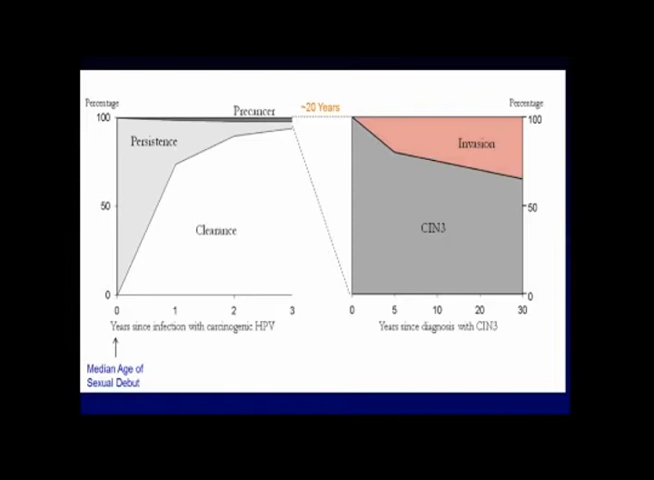 Percentage
Precancer
~20 Years
Percentage
100
100
Persistence
Invasion
50
50
Clearance
CIN3
0
0
0 1 2 3
0 5 10 20 30
Years since infection with carcinogenic HPV
Years since diagnosis with CIN3
Median Age of
Sexual Debut